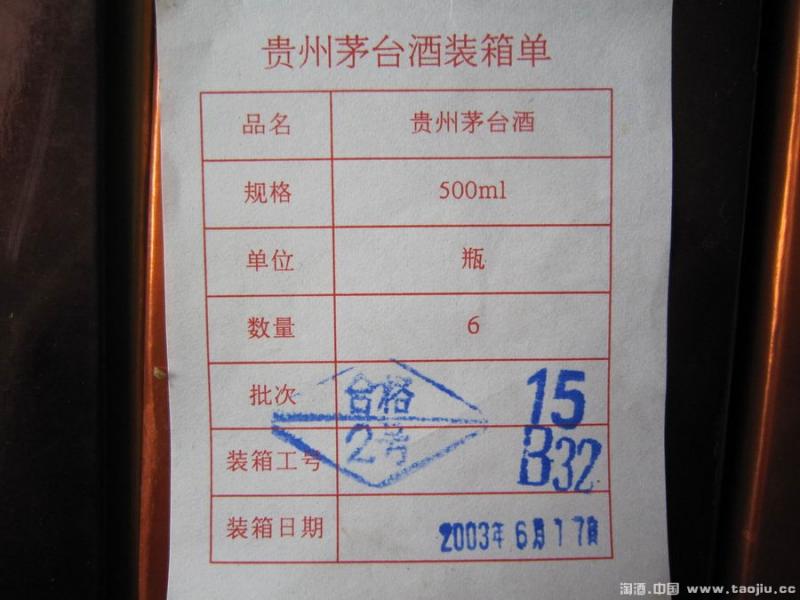 贵州茅台酒装箱单
品名 贵州茅台酒
规格 500ml
单位 瓶
数量 6
批次 15
合格
2号
装箱工号 B32
装箱日期 2003年6月17日
淘酒.中国 www.taojiu.cc